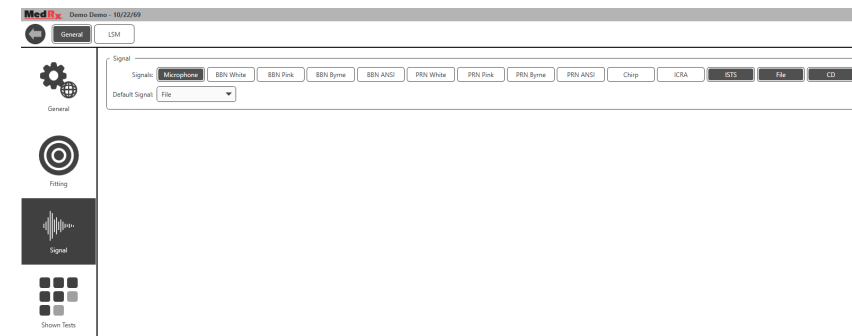 MedRx Demo Demo - 10/22/69
General LSM
Signal
Signals: Microphone BBN White BBN Pink BBN Byrne BBN ANSI PRN White PRN Pink PRN Byrne PRN ANSI Chirp ICRA ISTS File CD
Default Signal: File
General
Fitting
Signal
Shown Tests